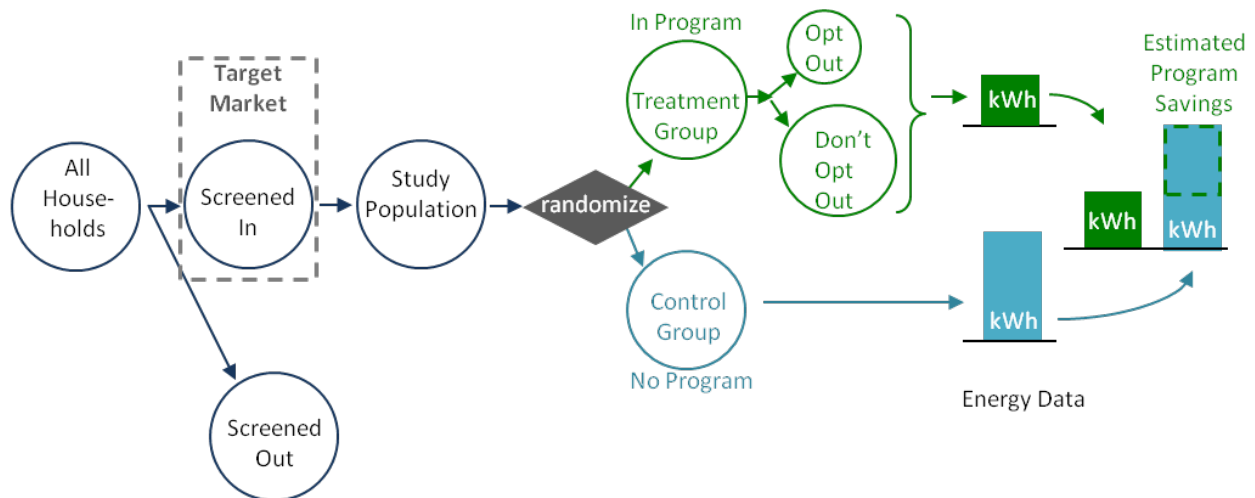 All
House-
holds
Target
Market
Screened
In
Screened
Out
Study
Population
randomize
In Program
Treatment
Group
Opt
Out
Don’t
Opt
Out
Control
Group
No Program
kWh
kWh
Energy Data
Estimated
Program
Savings
kWh
kWh